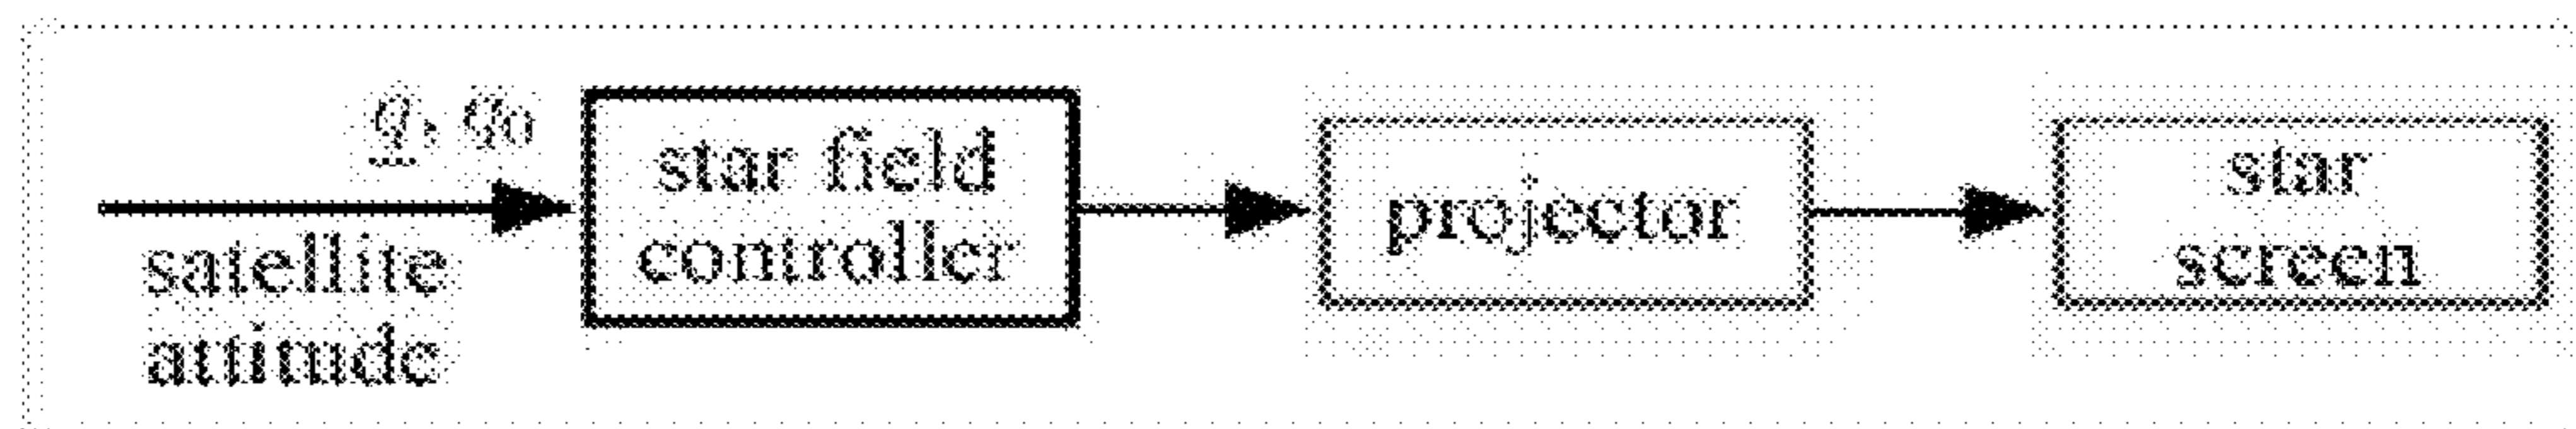 q, q₀
satellite
attitude
star field
controller
projector
star
screen